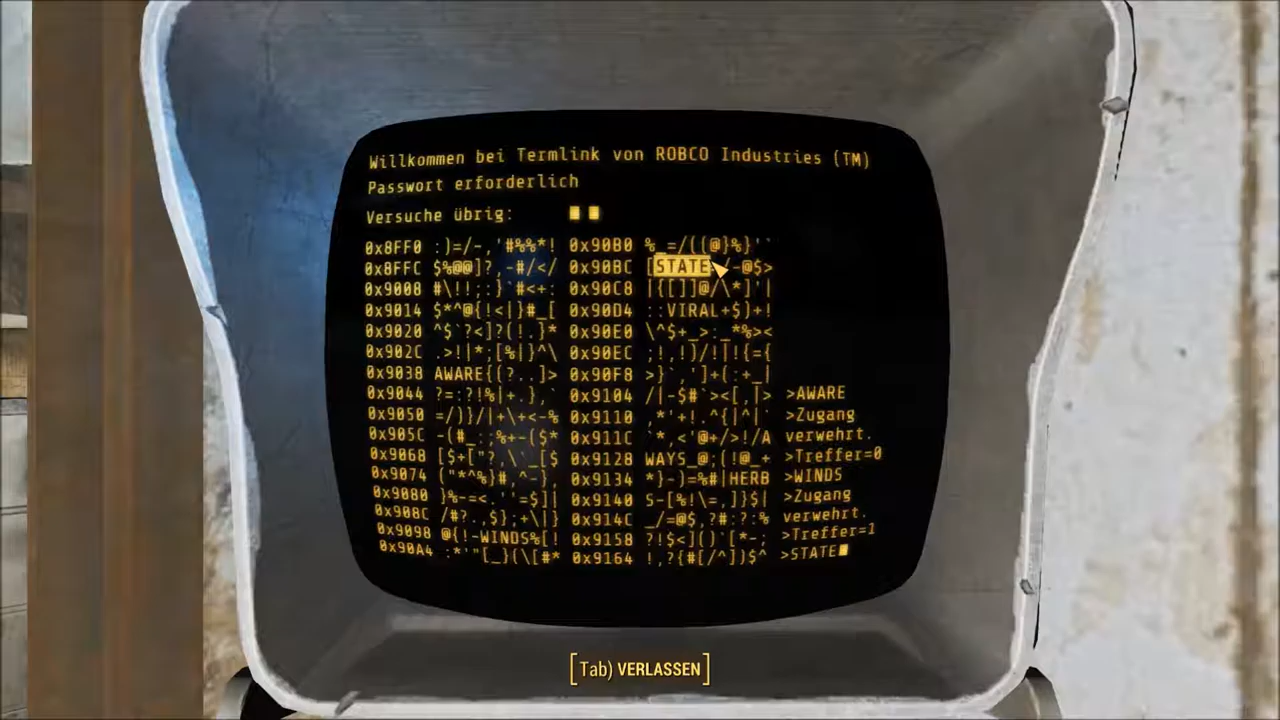 Willkommen bei Termlink von ROBCO Industries (TM)
Passwort erforderlich
Versuche übrig: ■ ■
0x8FF0 :)=/-,'#%%*! 0x90B0 %_=/((@}%}'`
0x8FFC $%@@]?,-#/</ 0x90BC [STATE /-@$>
0x9008 #\!!;:}`#<+: 0x90C8 |{[]]@/\*]'|
0x9014 $*^@{!<|}#_[ 0x90D4 ::VIRAL+$]+!
0x9020 ^$`?<]?(!.}* 0x90E0 \^$+_>:_*%><
0x902C .>!|*;[%|}^\ 0x90EC ;!,!)/!|!{={
0x9038 AWARE{(?..]> 0x90F8 >}`,']+(:+_|
0x9044 ?=:?!%|+.},` 0x9104 /|-$#`><[,|> >AWARE
0x9050 =/)}/|+\+<-% 0x9110 ,*'+!.^{|^|` >Zugang
0x905C -(#_:;%+-($* 0x911C `*,<'@+/>!/A verwehrt.
0x9068 [$+["?,\`_[$ 0x9128 WAYS_@;(!@_+ >Treffer=0
0x9074 ("*^%}#.^-}, 0x9134 *}-)=%#|HERB >WINDS
0x9080 }%-=<.''=$]| 0x9140 S-[%!\=,]}$| >Zugang
0x908C /#?.,$};+\|} 0x914C _/=@$,?#:?:% verwehrt.
0x9098 @{!-WINDS%[! 0x9158 ?!$<]()`[*-; >Treffer=1
0x90A4 :*'"[_}(\[#* 0x9164 !,?{#[/^])$^ >STATE■
[Tab) VERLASSEN]